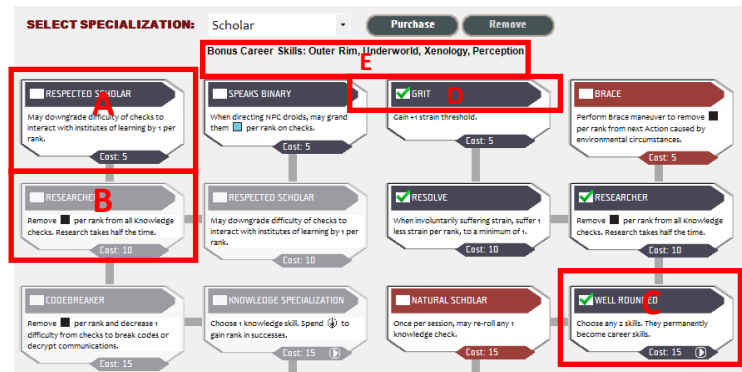 SELECT SPECIALIZATION: Scholar Purchase Remove
Bonus Career Skills: Outer Rim, Underworld, Xenology, Perception
E
RESPECTED SCHOLAR
A
May downgrade difficulty of checks to
interact with institutes of learning by 1 per
rank.
Cost: 5
SPEAKS BINARY
When directing NPC droids, may grand
them per rank on checks.
Cost: 5
GRIT
D
Gain +1 strain threshold.
Cost: 5
BRACE
Perform Brace maneuver to remove
per rank from next Action caused by
environmental circumstances.
Cost: 5
RESEARCHER
B
Remove per rank from all Knowledge
checks. Research takes half the time.
Cost: 10
RESPECTED SCHOLAR
May downgrade difficulty of checks to
interact with institutes of learning by 1 per
rank.
Cost: 10
RESOLVE
When involuntarily suffering strain, suffer 1
less strain per rank, to a minimum of 1.
Cost: 10
RESEARCHER
Remove per rank from all Knowledge
checks. Research takes half the time.
Cost: 10
CODEBREAKER
Remove per rank and decrease 1
difficulty from checks to break codes or
decrypt communications.
Cost: 15
KNOWLEDGE SPECIALIZATION
Choose 1 knowledge skill. Spend to
gain rank in successes.
Cost: 15
NATURAL SCHOLAR
Once per session, may re-roll any 1
knowledge check.
Cost: 15
WELL ROUNDED
C
Choose any 2 skills. They permanently
become career skills.
Cost: 15